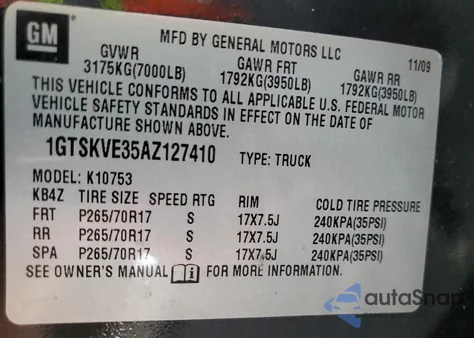 GM
MFD BY GENERAL MOTORS LLC
GVWR GAWR FRT GAWR RR 11/09
3175KG(7000LB) 1792KG(3950LB) 1792KG(3950LB)
THIS VEHICLE CONFORMS TO ALL APPLICABLE U.S. FEDERAL MOTOR
VEHICLE SAFETY STANDARDS IN EFFECT ON THE DATE OF
MANUFACTURE SHOWN ABOVE.
1GTSKVE35AZ127410 TYPE: TRUCK
MODEL: K10753
KB4Z TIRE SIZE SPEED RTG RIM COLD TIRE PRESSURE
FRT P265/70R17 S 17X7.5J 240KPA(35PSI)
RR P265/70R17 S 17X7.5J 240KPA(35PSI)
SPA P265/70R17 S 17X7.5J 240KPA(35PSI)
SEE OWNER'S MANUAL i FOR MORE INFORMATION.
autoSnap